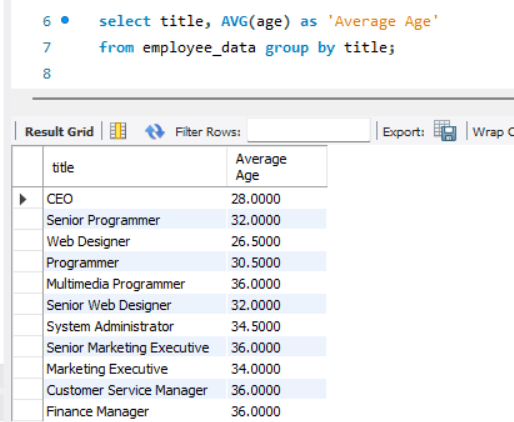 6 select title, AVG(age) as 'Average Age'
7 from employee_data group by title;
8
Result Grid Filter Rows: Export: Wrap C
title Average
Age
CEO 28.0000
Senior Programmer 32.0000
Web Designer 26.5000
Programmer 30.5000
Multimedia Programmer 36.0000
Senior Web Designer 32.0000
System Administrator 34.5000
Senior Marketing Executive 36.0000
Marketing Executive 34.0000
Customer Service Manager 36.0000
Finance Manager 36.0000